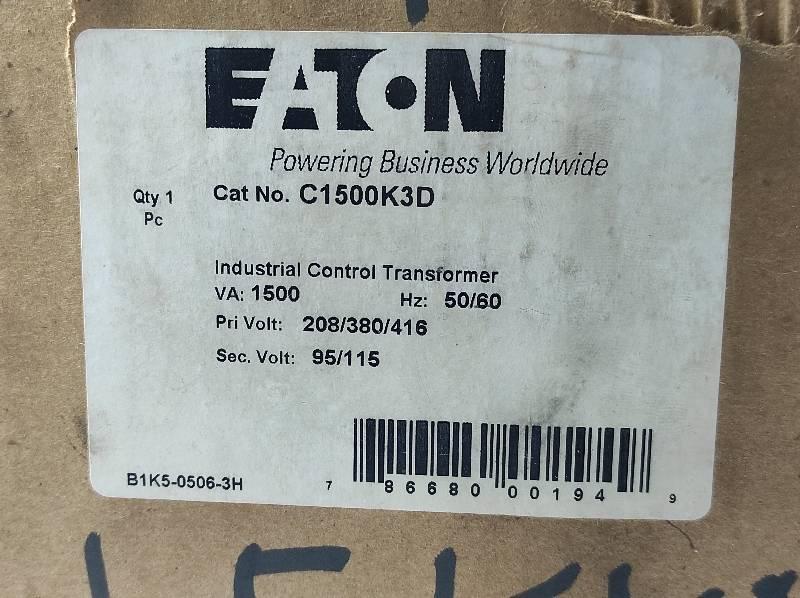 EATON
Powering Business Worldwide
Qty 1
Pc
Cat No. C1500K3D
Industrial Control Transformer
VA: 1500 Hz: 50/60
Pri Volt: 208/380/416
Sec. Volt: 95/115
B1K5-0506-3H
7 86680 00194 9